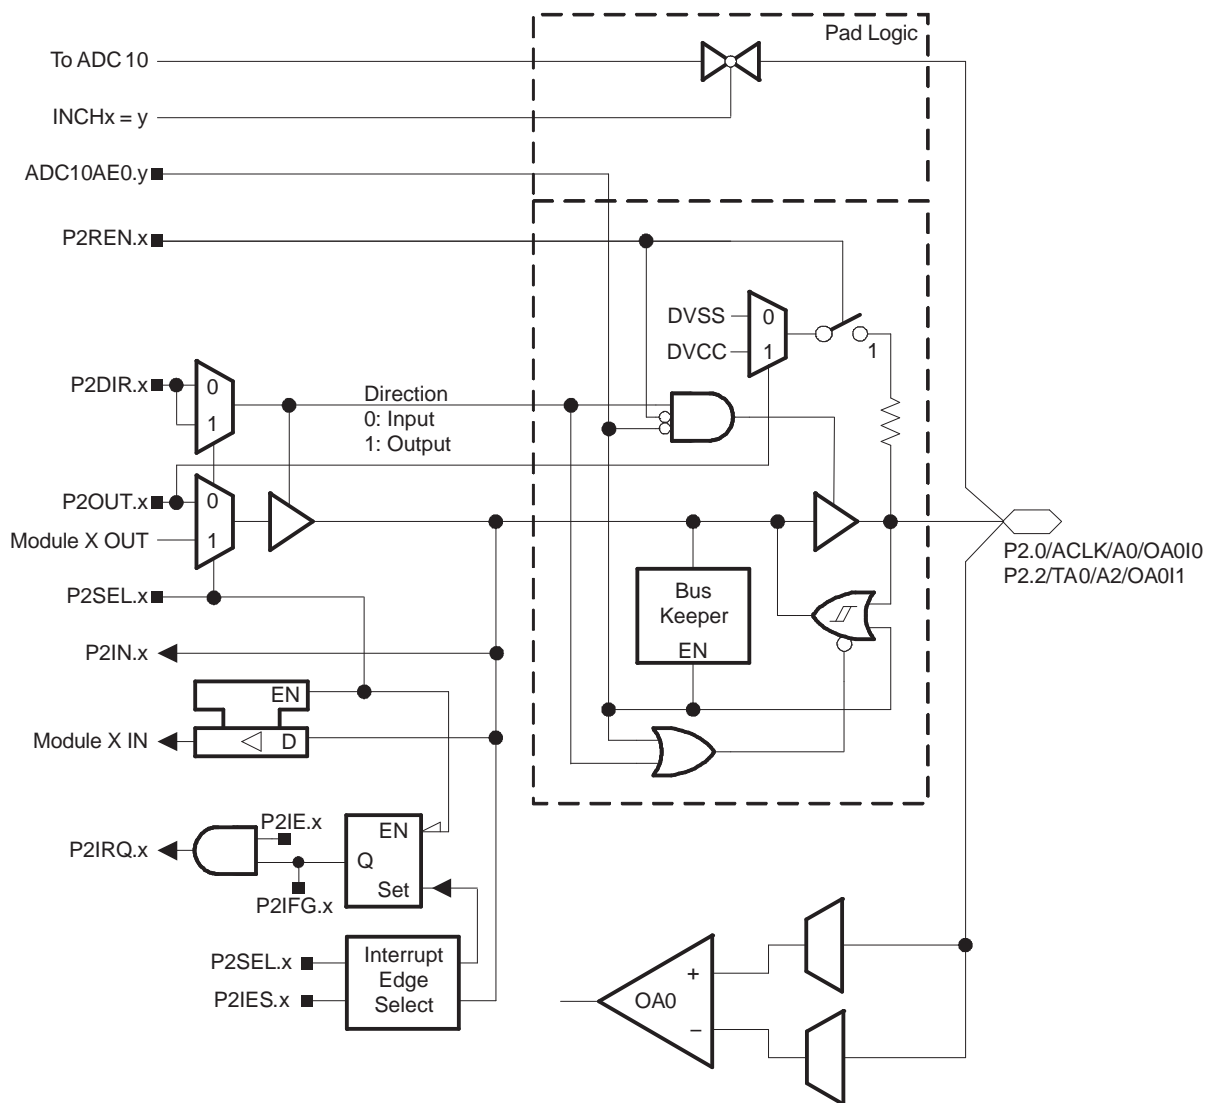 Pad Logic
To ADC 10
INCHx = y
ADC10AE0.y
P2REN.x
DVSS
0
DVCC
1
1
P2DIR.x
0
1
Direction
0: Input
1: Output
P2OUT.x
0
Module X OUT
1
P2.0/ACLK/A0/OA0I0
P2.2/TA0/A2/OA0I1
P2SEL.x
Bus
Keeper
EN
P2IN.x
EN
Module X IN
D
P2IE.x
EN
P2IRQ.x
Q
Set
P2IFG.x
P2SEL.x
P2IES.x
Interrupt
Edge
Select
+
OA0
−